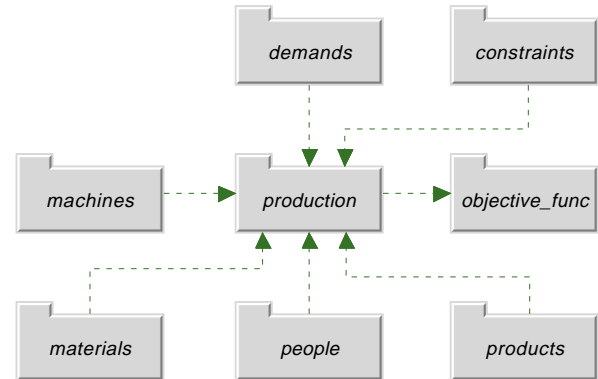 demands
constraints
machines
production
objective_func
materials
people
products